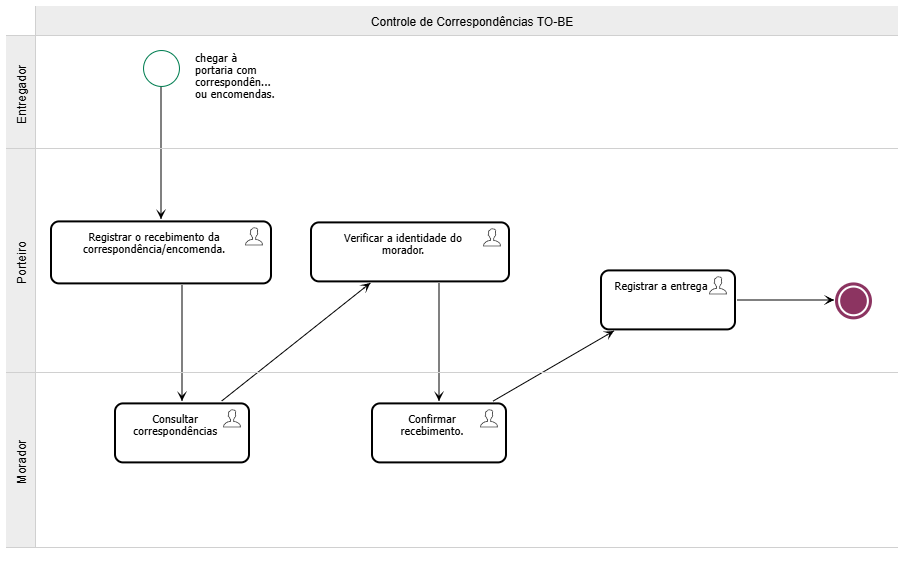 Controle de Correspondências TO-BE
Entregador
chegar à
portaria com
correspondên...
ou encomendas.
Porteiro
Registrar o recebimento da
correspondência/encomenda.
Verificar a identidade do
morador.
Registrar a entrega
Morador
Consultar
correspondências
Confirmar
recebimento.